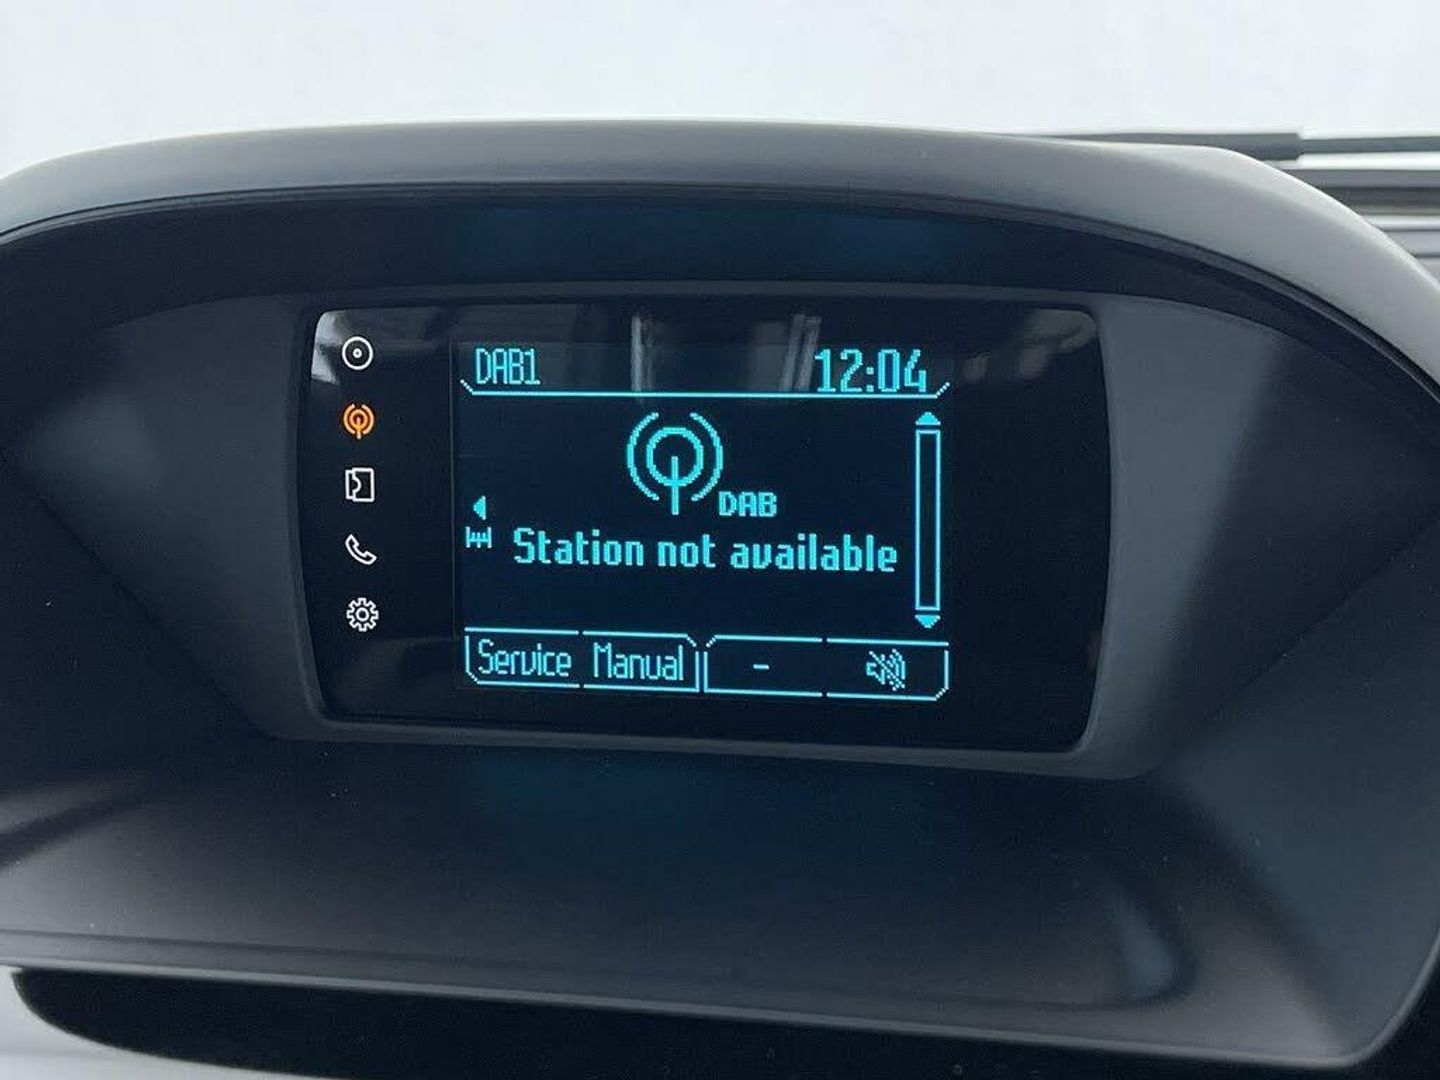 DAB1 12:04
DAB
Station not available
Service Manual -